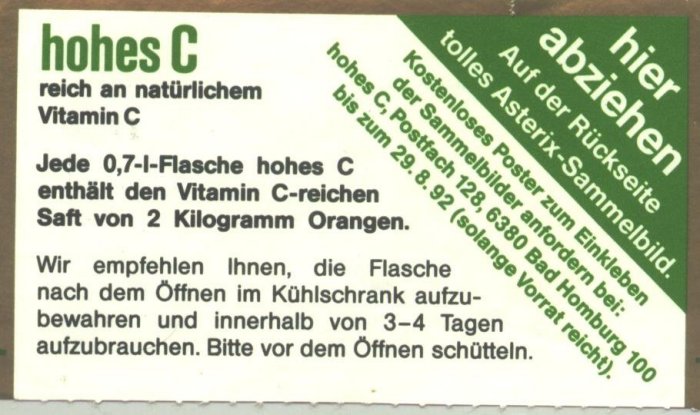 hohes C
reich an natürlichem
Vitamin C
Jede 0,7-l-Flasche hohes C
enthält den Vitamin C-reichen
Saft von 2 Kilogramm Orangen.
Wir empfehlen Ihnen, die Flasche
nach dem Öffnen im Kühlschrank aufzu-
bewahren und innerhalb von 3–4 Tagen
aufzubrauchen. Bitte vor dem Öffnen schütteln.
hier
abziehen
Auf der Rückseite
tolles Asterix-Sammelbild.
Kostenloses Poster zum Einkleben
der Sammelbilder anfordern bei:
hohes C, Postfach 128, 6380 Bad Homburg 100
bis zum 29. 8. 92 (solange Vorrat reicht).